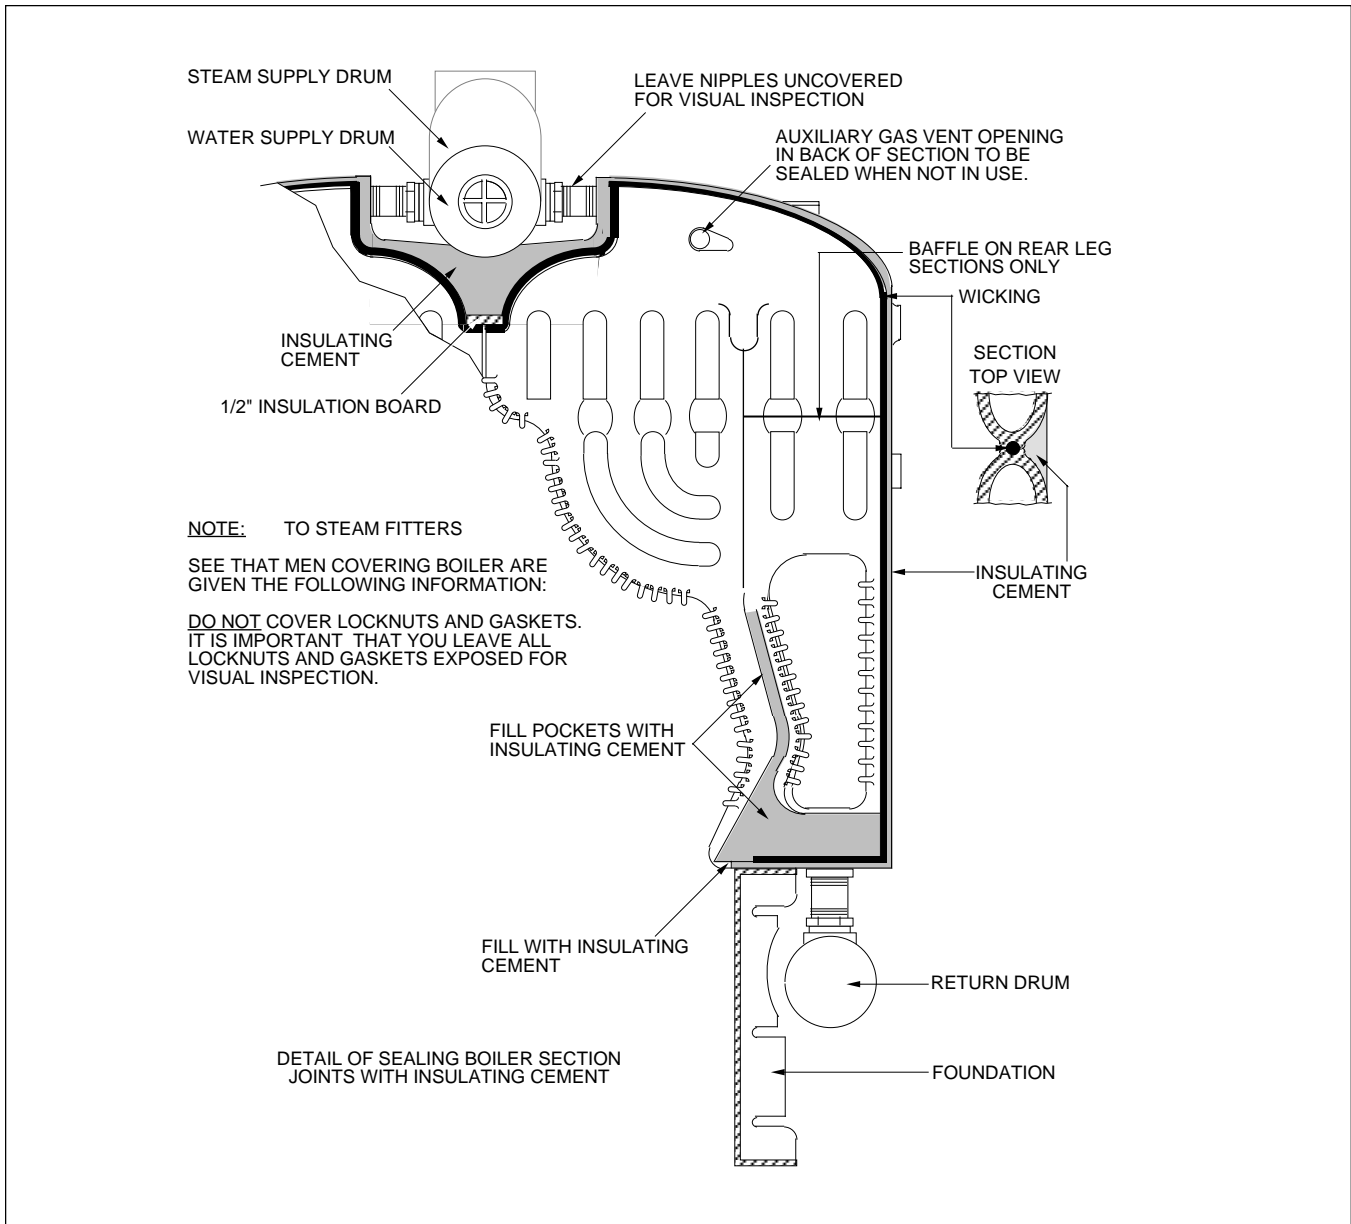 STEAM SUPPLY DRUM
WATER SUPPLY DRUM
LEAVE NIPPLES UNCOVERED
FOR VISUAL INSPECTION
AUXILIARY GAS VENT OPENING
IN BACK OF SECTION TO BE
SEALED WHEN NOT IN USE.
BAFFLE ON REAR LEG
SECTIONS ONLY
WICKING
SECTION
TOP VIEW
INSULATING
CEMENT
1/2" INSULATION BOARD
NOTE: TO STEAM FITTERS
SEE THAT MEN COVERING BOILER ARE
GIVEN THE FOLLOWING INFORMATION:
DO NOT COVER LOCKNUTS AND GASKETS.
IT IS IMPORTANT THAT YOU LEAVE ALL
LOCKNUTS AND GASKETS EXPOSED FOR
VISUAL INSPECTION.
INSULATING
CEMENT
FILL POCKETS WITH
INSULATING CEMENT
FILL WITH INSULATING
CEMENT
RETURN DRUM
DETAIL OF SEALING BOILER SECTION
JOINTS WITH INSULATING CEMENT
FOUNDATION